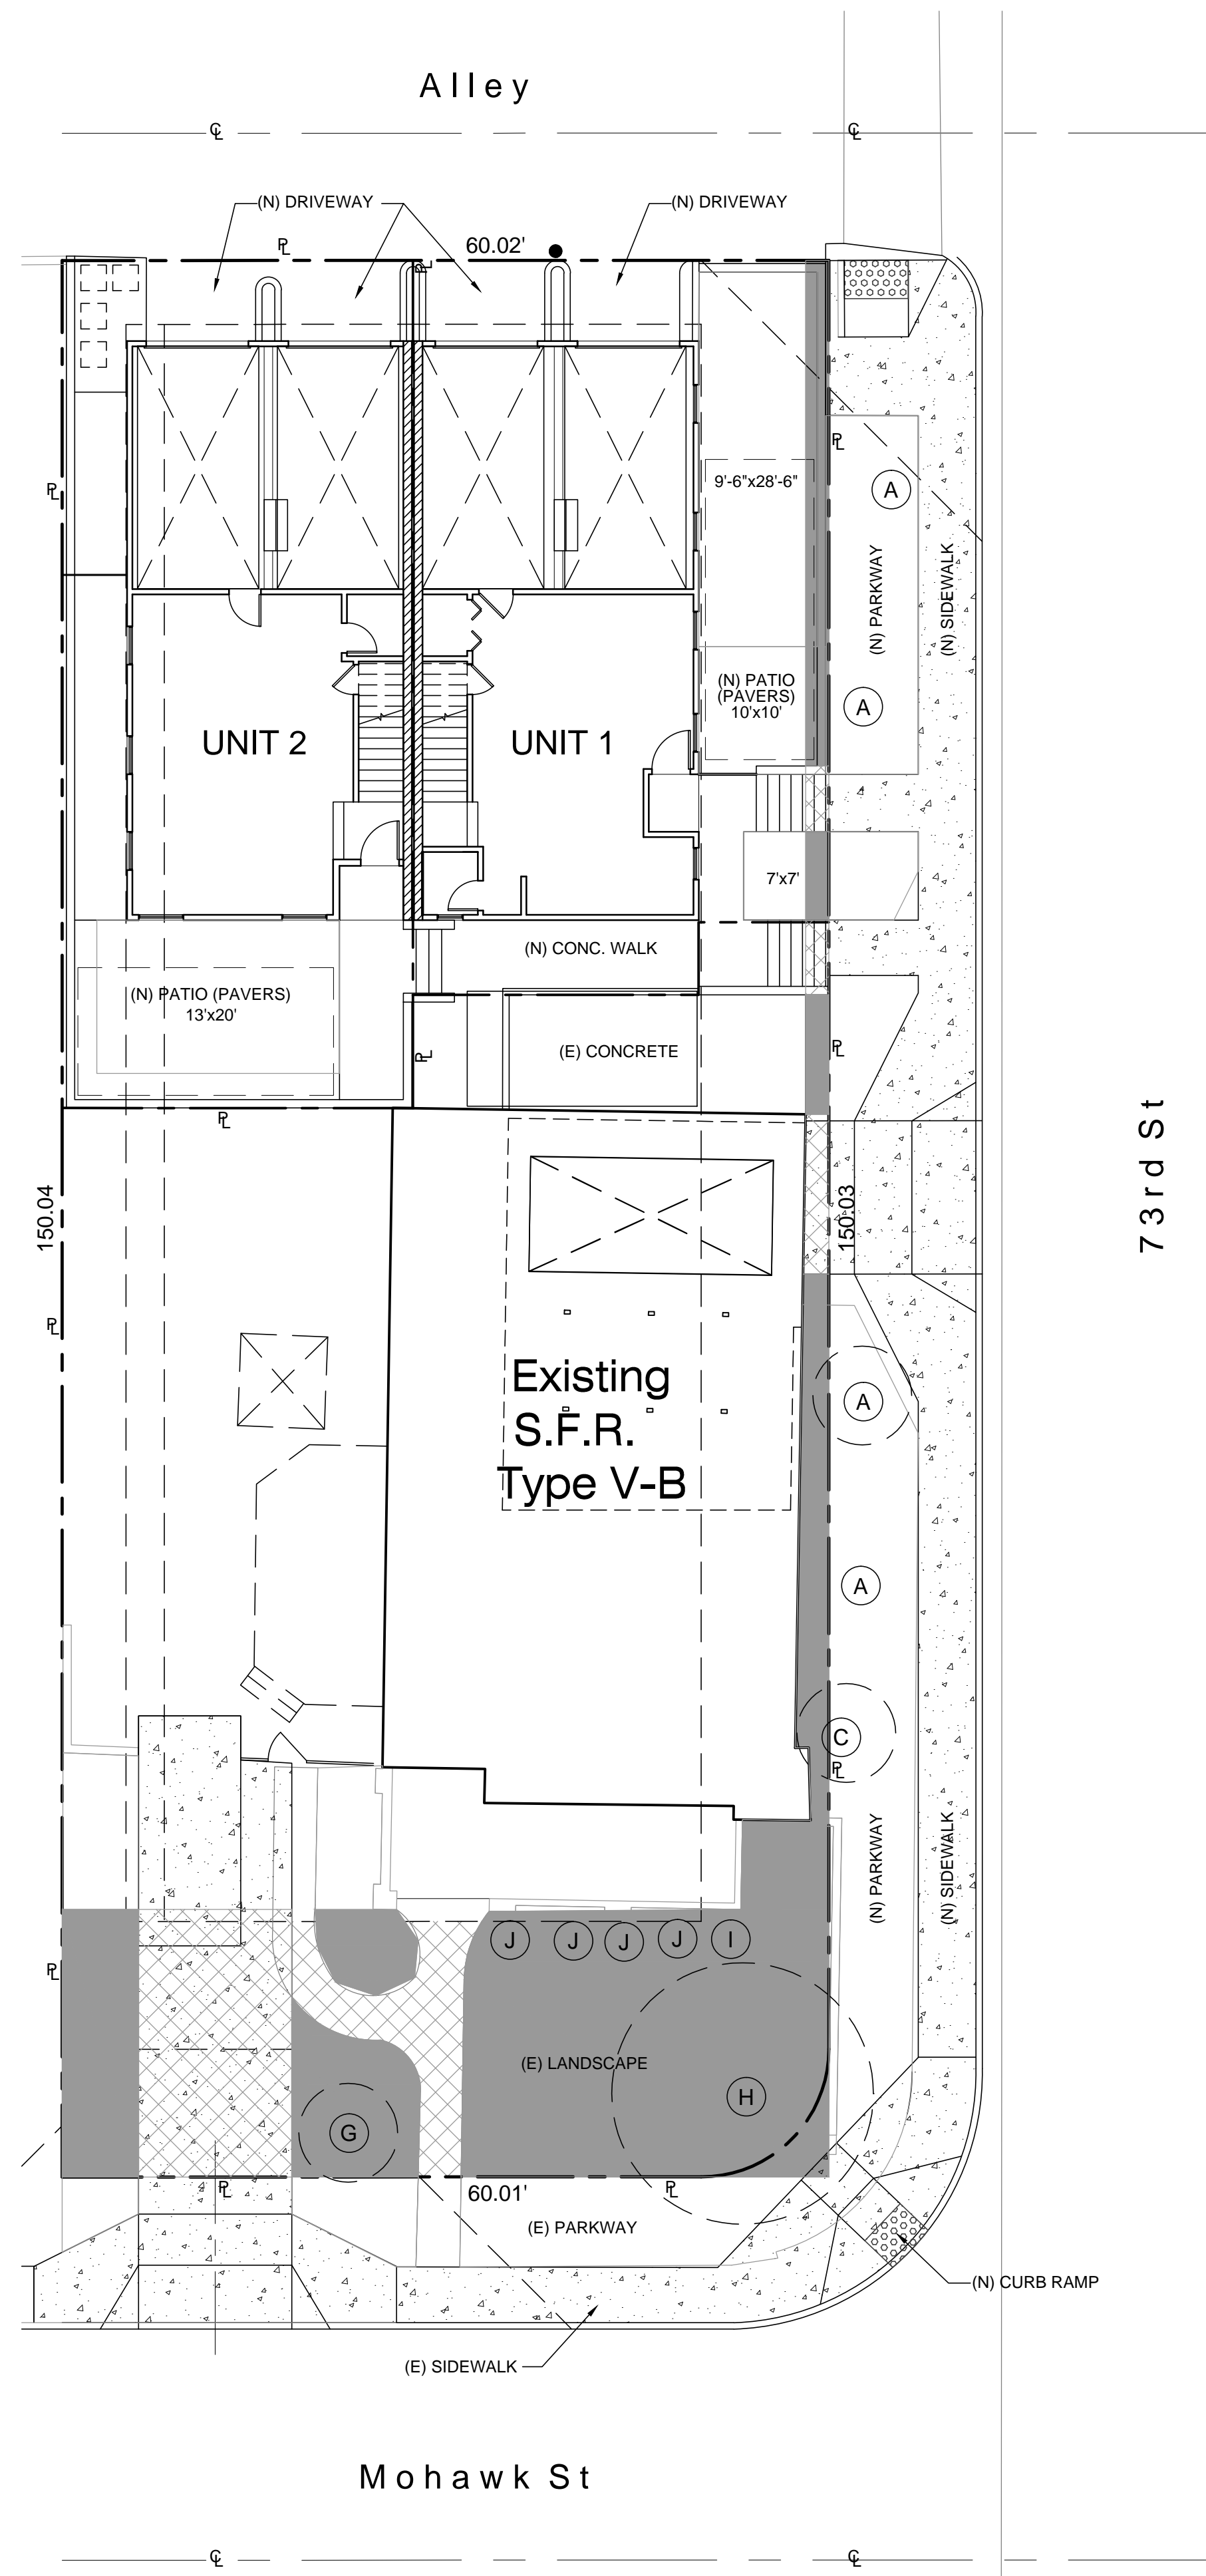 Alley
CL
CL
(N) DRIVEWAY
(N) DRIVEWAY
PL
60.02'
PL
PL
PL
9'-6"x28'-6"
A
(N) PARKWAY
(N) SIDEWALK
(N) PATIO
(PAVERS)
10'x10'
A
UNIT 2
UNIT 1
7'x7'
(N) CONC. WALK
(N) PATIO (PAVERS)
13'x20'
(E) CONCRETE
PL
PL
PL
150.04
150.03
73rd St
PL
Existing
S.F.R.
Type V-B
A
A
C
PL
(N) PARKWAY
(N) SIDEWALK
J
J
J
J
I
PL
(E) LANDSCAPE
H
G
PL
60.01'
PL
(E) PARKWAY
(N) CURB RAMP
(E) SIDEWALK
Mohawk St
CL
CL